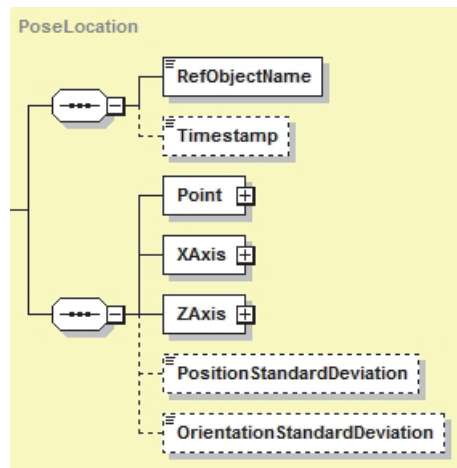 PoseLocation
RefObjectName
Timestamp
Point
XAxis
ZAxis
PositionStandardDeviation
OrientationStandardDeviation